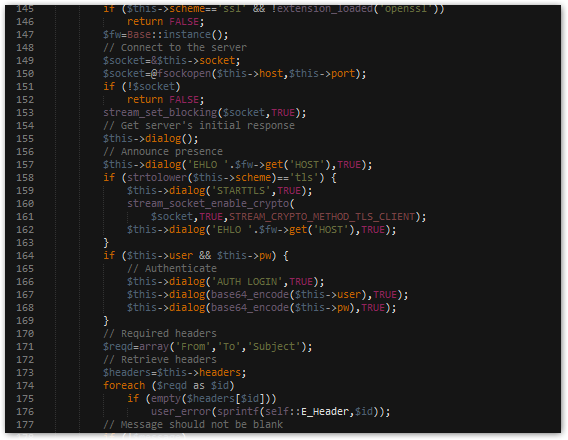 145 if ($this->scheme=='ssl' && !extension_loaded('openssl'))
146 return FALSE;
147 $fw=Base::instance();
148 // Connect to the server
149 $socket=&$this->socket;
150 $socket=@fsockopen($this->host,$this->port);
151 if (!$socket)
152 return FALSE;
153 stream_set_blocking($socket,TRUE);
154 // Get server's initial response
155 $this->dialog();
156 // Announce presence
157 $this->dialog('EHLO '.$fw->get('HOST'),TRUE);
158 if (strtolower($this->scheme)=='tls') {
159 $this->dialog('STARTTLS',TRUE);
160 stream_socket_enable_crypto(
161 $socket,TRUE,STREAM_CRYPTO_METHOD_TLS_CLIENT);
162 $this->dialog('EHLO '.$fw->get('HOST'),TRUE);
163 }
164 if ($this->user && $this->pw) {
165 // Authenticate
166 $this->dialog('AUTH LOGIN',TRUE);
167 $this->dialog(base64_encode($this->user),TRUE);
168 $this->dialog(base64_encode($this->pw),TRUE);
169 }
170 // Required headers
171 $reqd=array('From','To','Subject');
172 // Retrieve headers
173 $headers=$this->headers;
174 foreach ($reqd as $id)
175 if (empty($headers[$id]))
176 user_error(sprintf(self::E_Header,$id));
177 // Message should not be blank